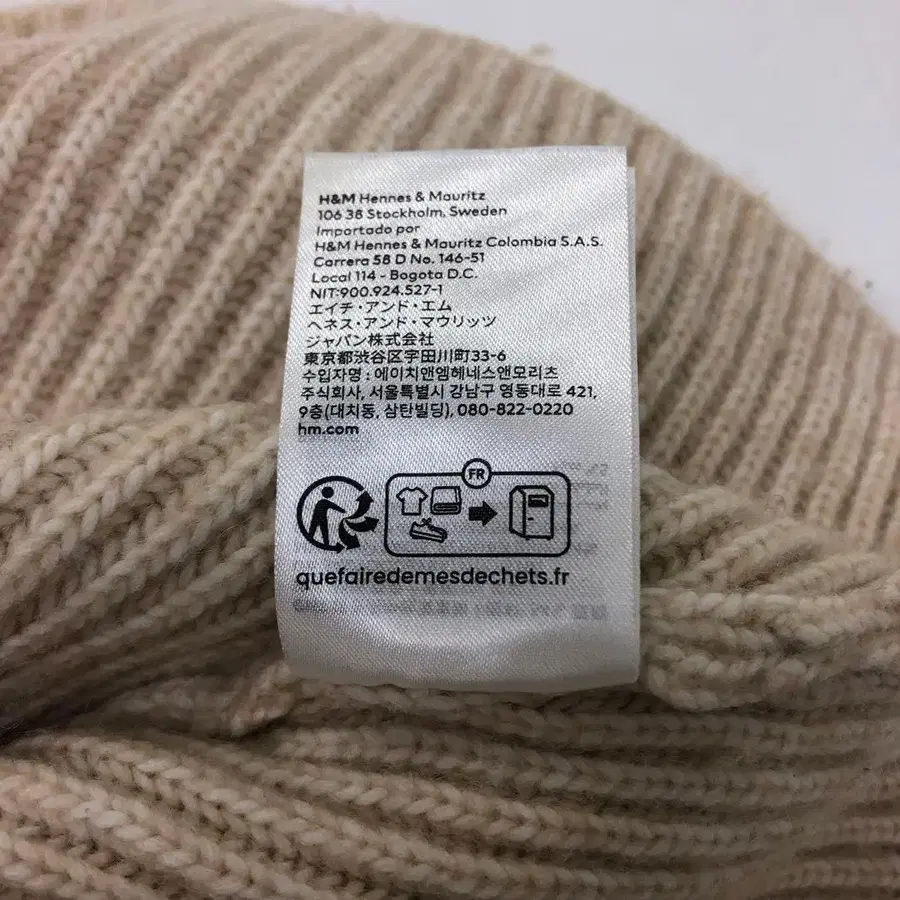 H&M Hennes & Mauritz
106 38 Stockholm, Sweden
Importado por
H&M Hennes & Mauritz Colombia S.A.S.
Carrera 58 D No. 146-51
Local 114 - Bogota D.C.
NIT:900.924.527-1
エイチ・アンド・エム
ヘネス・アンド・マウリッツ
ジャパン株式会社
東京都渋谷区宇田川町33-6
수입자명 : 에이치앤엠헤네스앤모리츠
주식회사, 서울특별시 강남구 영동대로 421,
9층(대치동, 삼탄빌딩), 080-822-0220
hm.com
FR
quefairedemesdechets.fr